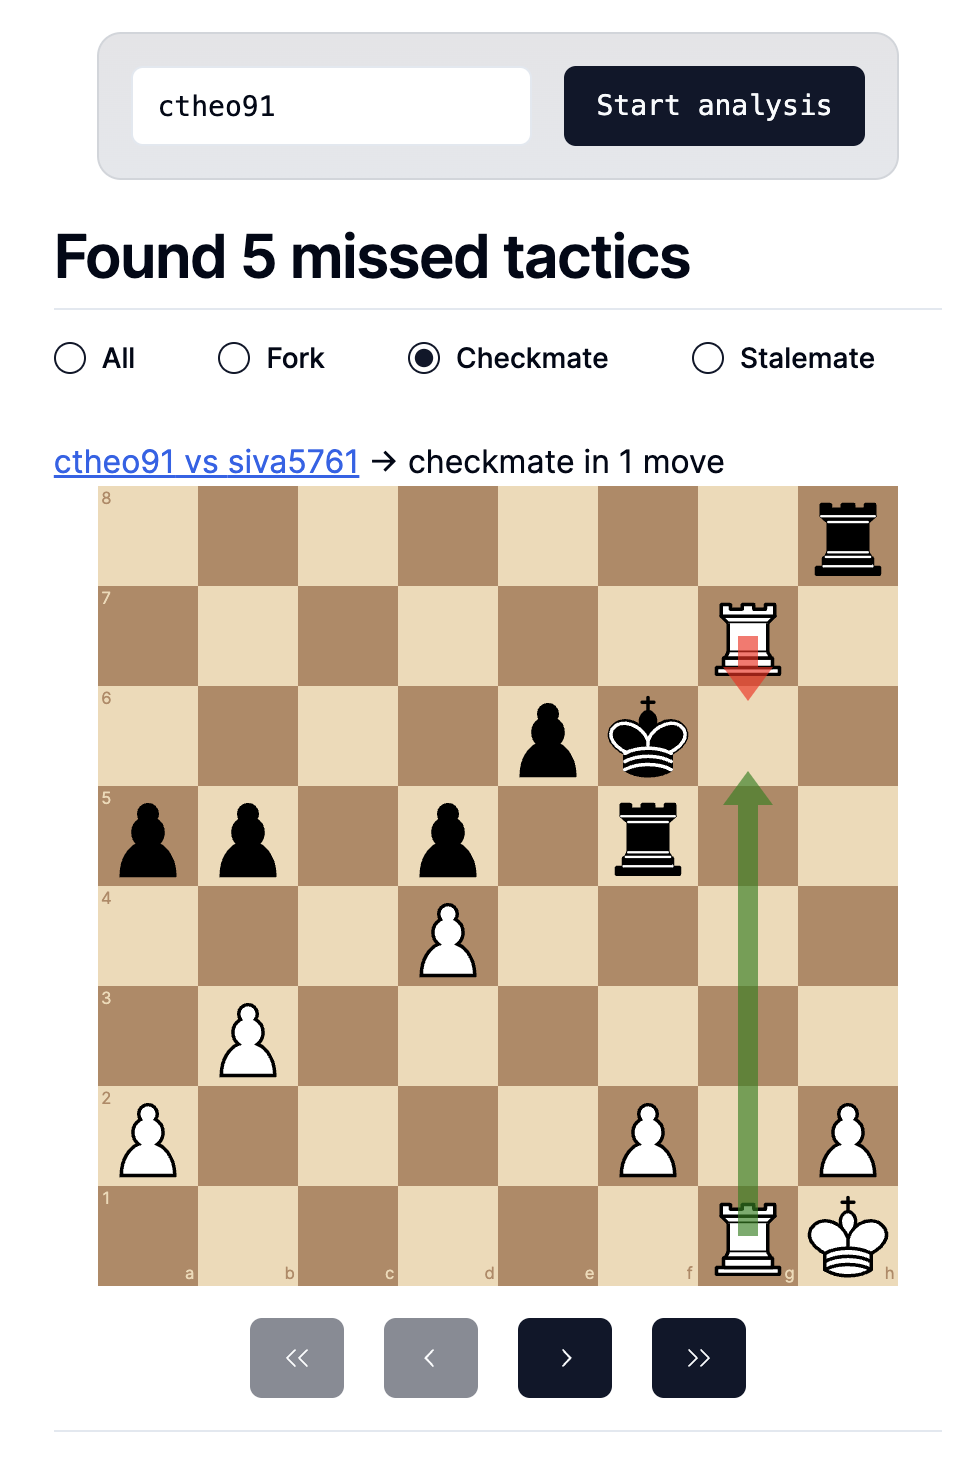 ctheo91
Start analysis
Found 5 missed tactics
All
Fork
Checkmate
Stalemate
ctheo91 vs siva5761 → checkmate in 1 move
8
7
6
5
4
3
2
1
a b c d e f g h